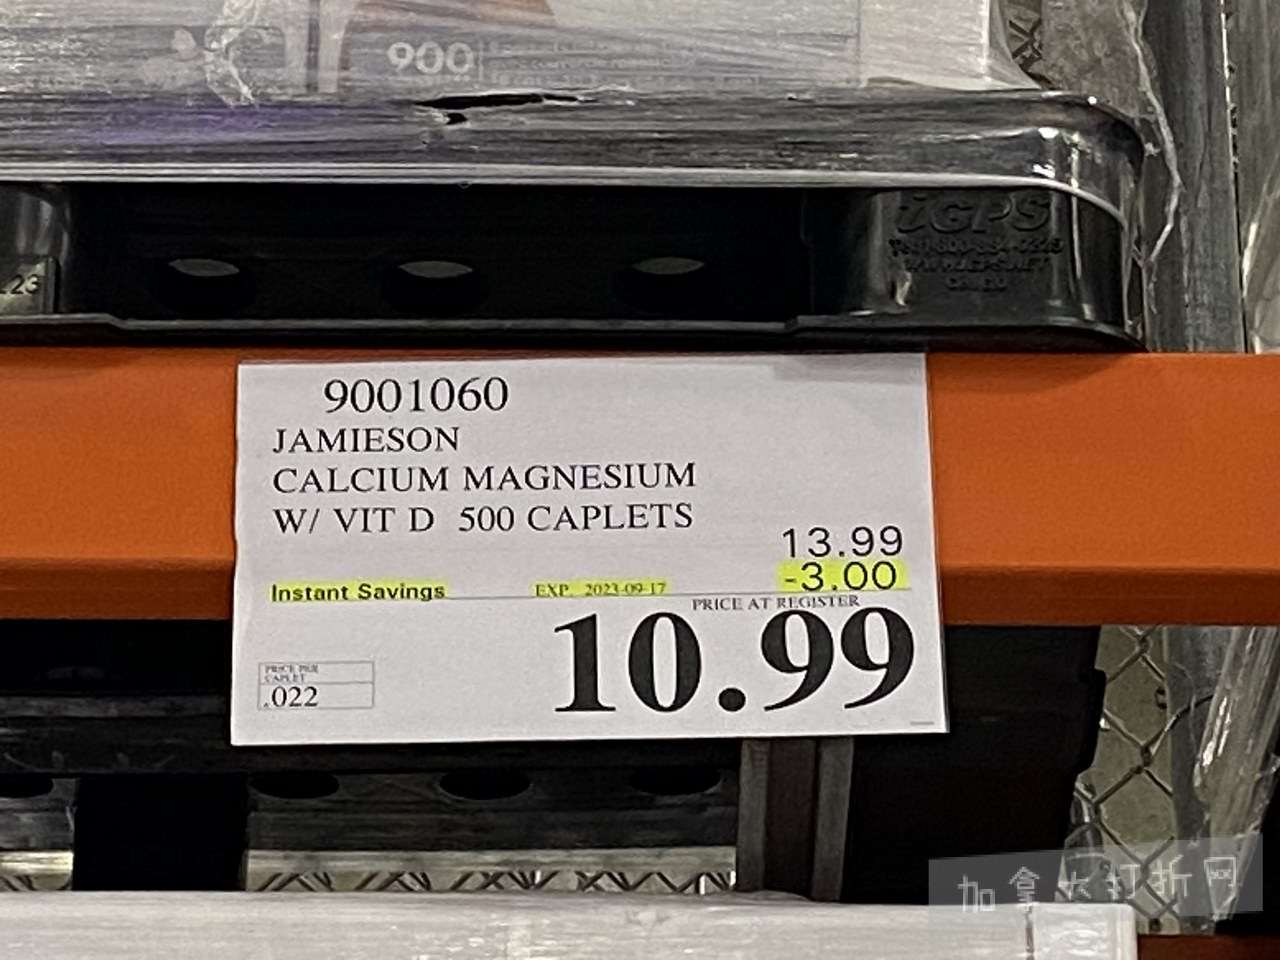 900
iGPS
123
9001060
JAMIESON
CALCIUM MAGNESIUM
W/ VIT D 500 CAPLETS
13.99
Instant Savings EXP. 2023-09-17 -3.00
PRICE AT REGISTER
10.99
PRICE PER
CAPLET
.022
加拿大打折网